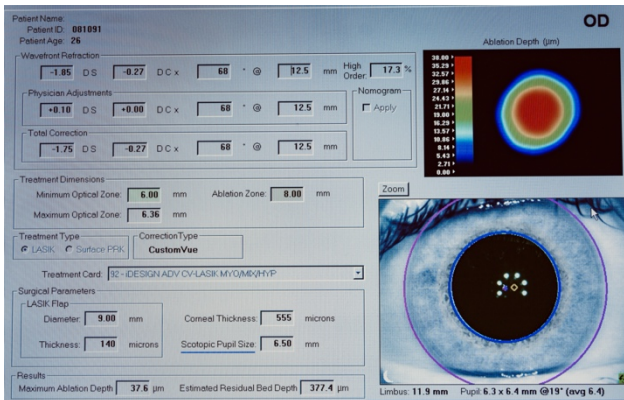 Patient Name:
OD
Patient ID: 001091
Patient Age: 26
Wavefront Refraction
-1.85 DS -0.27 DC x 68 ° @ 12.5 mm High Order: 17.3 %
Physician Adjustments
+0.10 DS +0.00 DC x 68 ° @ 12.5 mm
Nomogram
Apply
Total Correction
-1.75 DS -0.27 DC x 68 ° @ 12.5 mm
Ablation Depth (µm)
38.00
35.29
32.57
29.86
27.14
24.43
21.71
19.00
16.29
13.57
10.86
8.14
5.43
2.71
0.00
Treatment Dimensions
Minimum Optical Zone: 6.00 mm Ablation Zone: 8.00 mm
Maximum Optical Zone: 6.36 mm
Zoom
Treatment Type
LASIK Surface PRK
Correction Type
CustomVue
Treatment Card: 92 - iDESIGN ADV CV-LASIK MYO/MIX/HYP
Surgical Parameters
LASIK Flap
Diameter: 9.00 mm Corneal Thickness: 555 microns
Thickness: 140 microns Scotopic Pupil Size: 6.50 mm
Results
Maximum Ablation Depth 37.6 µm Estimated Residual Bed Depth 377.4 µm
Limbus: 11.9 mm Pupil: 6.3 x 6.4 mm @19° (avg 6.4)